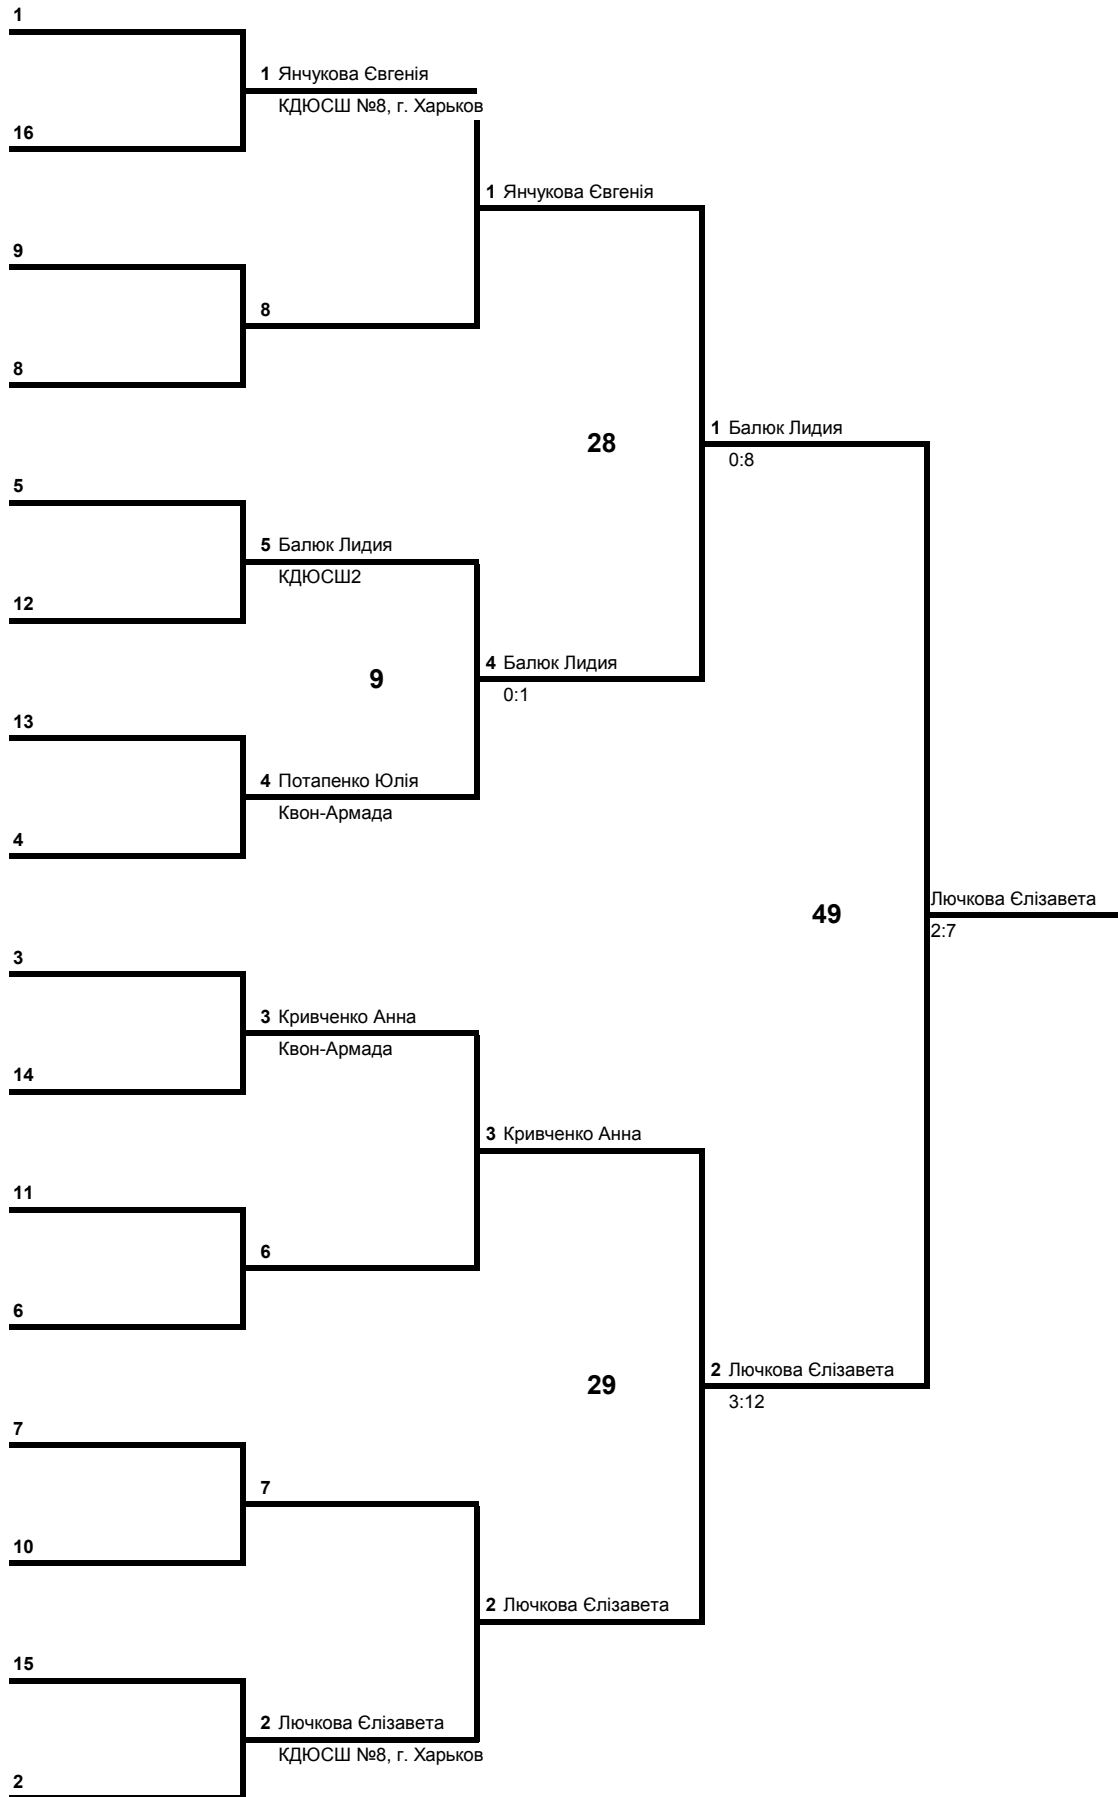 1
1 Янчукова Євгенія
КДЮСШ №8, г. Харьков
16
1 Янчукова Євгенія
9
8
8
1 Балюк Лидия
28
0:8
5
5 Балюк Лидия
КДЮСШ2
12
4 Балюк Лидия
9
0:1
13
4 Потапенко Юлія
Квон-Армада
4
Лючкова Єлізавета
49
2:7
3
3 Кривченко Анна
Квон-Армада
14
3 Кривченко Анна
11
6
6
2 Лючкова Єлізавета
29
3:12
7
7
10
2 Лючкова Єлізавета
15
2 Лючкова Єлізавета
КДЮСШ №8, г. Харьков
2